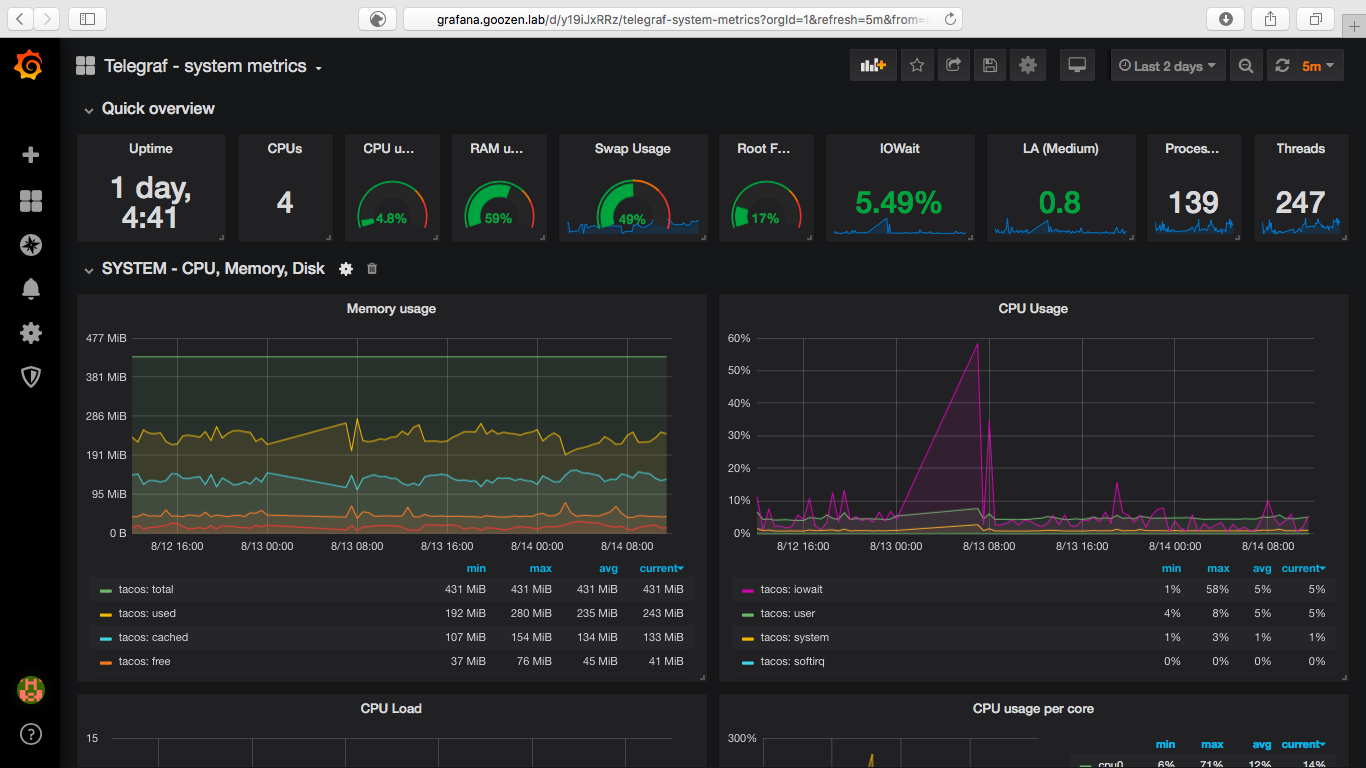 grafana.goozen.lab/d/y19iJxRRz/telegraf-system-metrics?orgId=1&refresh=5m&from=
Telegraf - system metrics
Last 2 days
5m
Quick overview
Uptime
1 day,
4:41
CPUs
4
CPU u...
4.8%
RAM u...
59%
Swap Usage
49%
Root F...
17%
IOWait
5.49%
LA (Medium)
0.8
Proces...
139
Threads
247
SYSTEM - CPU, Memory, Disk
Memory usage
477 MiB
381 MiB
286 MiB
191 MiB
95 MiB
0 B
8/12 16:00 8/13 00:00 8/13 08:00 8/13 16:00 8/14 00:00 8/14 08:00
min max avg current
tacos: total 431 MiB 431 MiB 431 MiB 431 MiB
tacos: used 192 MiB 280 MiB 235 MiB 243 MiB
tacos: cached 107 MiB 154 MiB 134 MiB 133 MiB
tacos: free 37 MiB 76 MiB 45 MiB 41 MiB
CPU Usage
60%
50%
40%
30%
20%
10%
0%
8/12 16:00 8/13 00:00 8/13 08:00 8/13 16:00 8/14 00:00 8/14 08:00
min max avg current
tacos: iowait 1% 58% 5% 5%
tacos: user 4% 8% 5% 5%
tacos: system 1% 3% 1% 1%
tacos: softirq 0% 0% 0% 0%
CPU Load
15
CPU usage per core
300%
min max avg current
cpu0 6% 71% 12% 14%